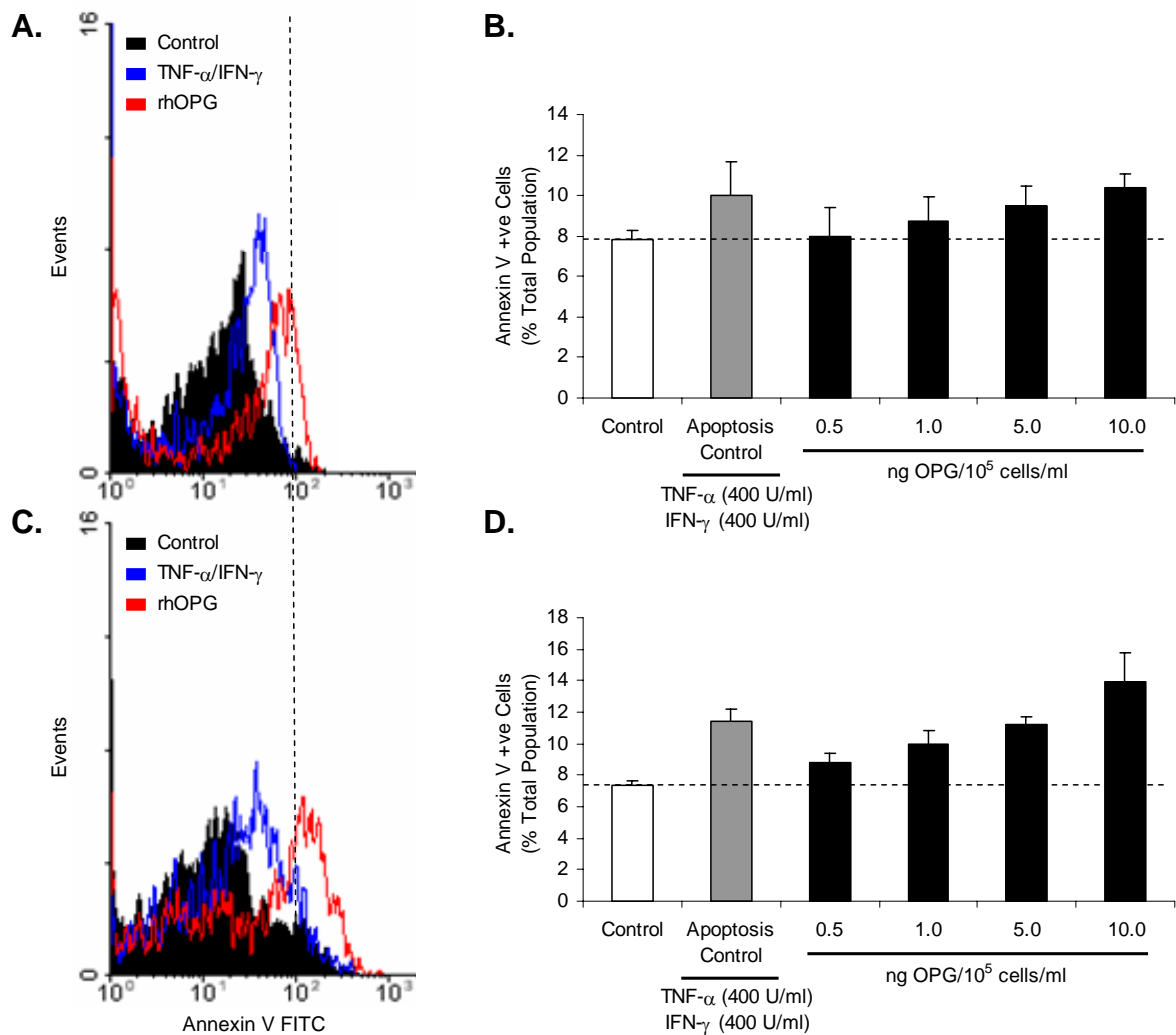 A.
16
Control
TNF-α/IFN-γ
rhOPG
Events
0
10⁰ 10¹ 10² 10³
B.
Annexin V +ve Cells
(% Total Population)
14
12
10
8
6
4
2
0
Control
Apoptosis
Control
0.5 1.0 5.0 10.0
TNF-α (400 U/ml)
IFN-γ (400 U/ml)
ng OPG/10⁵ cells/ml
C.
16
Control
TNF-α/IFN-γ
rhOPG
Events
0
10⁰ 10¹ 10² 10³
Annexin V FITC
D.
Annexin V +ve Cells
(% Total Population)
18
16
14
12
10
8
6
4
2
0
Control
Apoptosis
Control
0.5 1.0 5.0 10.0
TNF-α (400 U/ml)
IFN-γ (400 U/ml)
ng OPG/10⁵ cells/ml